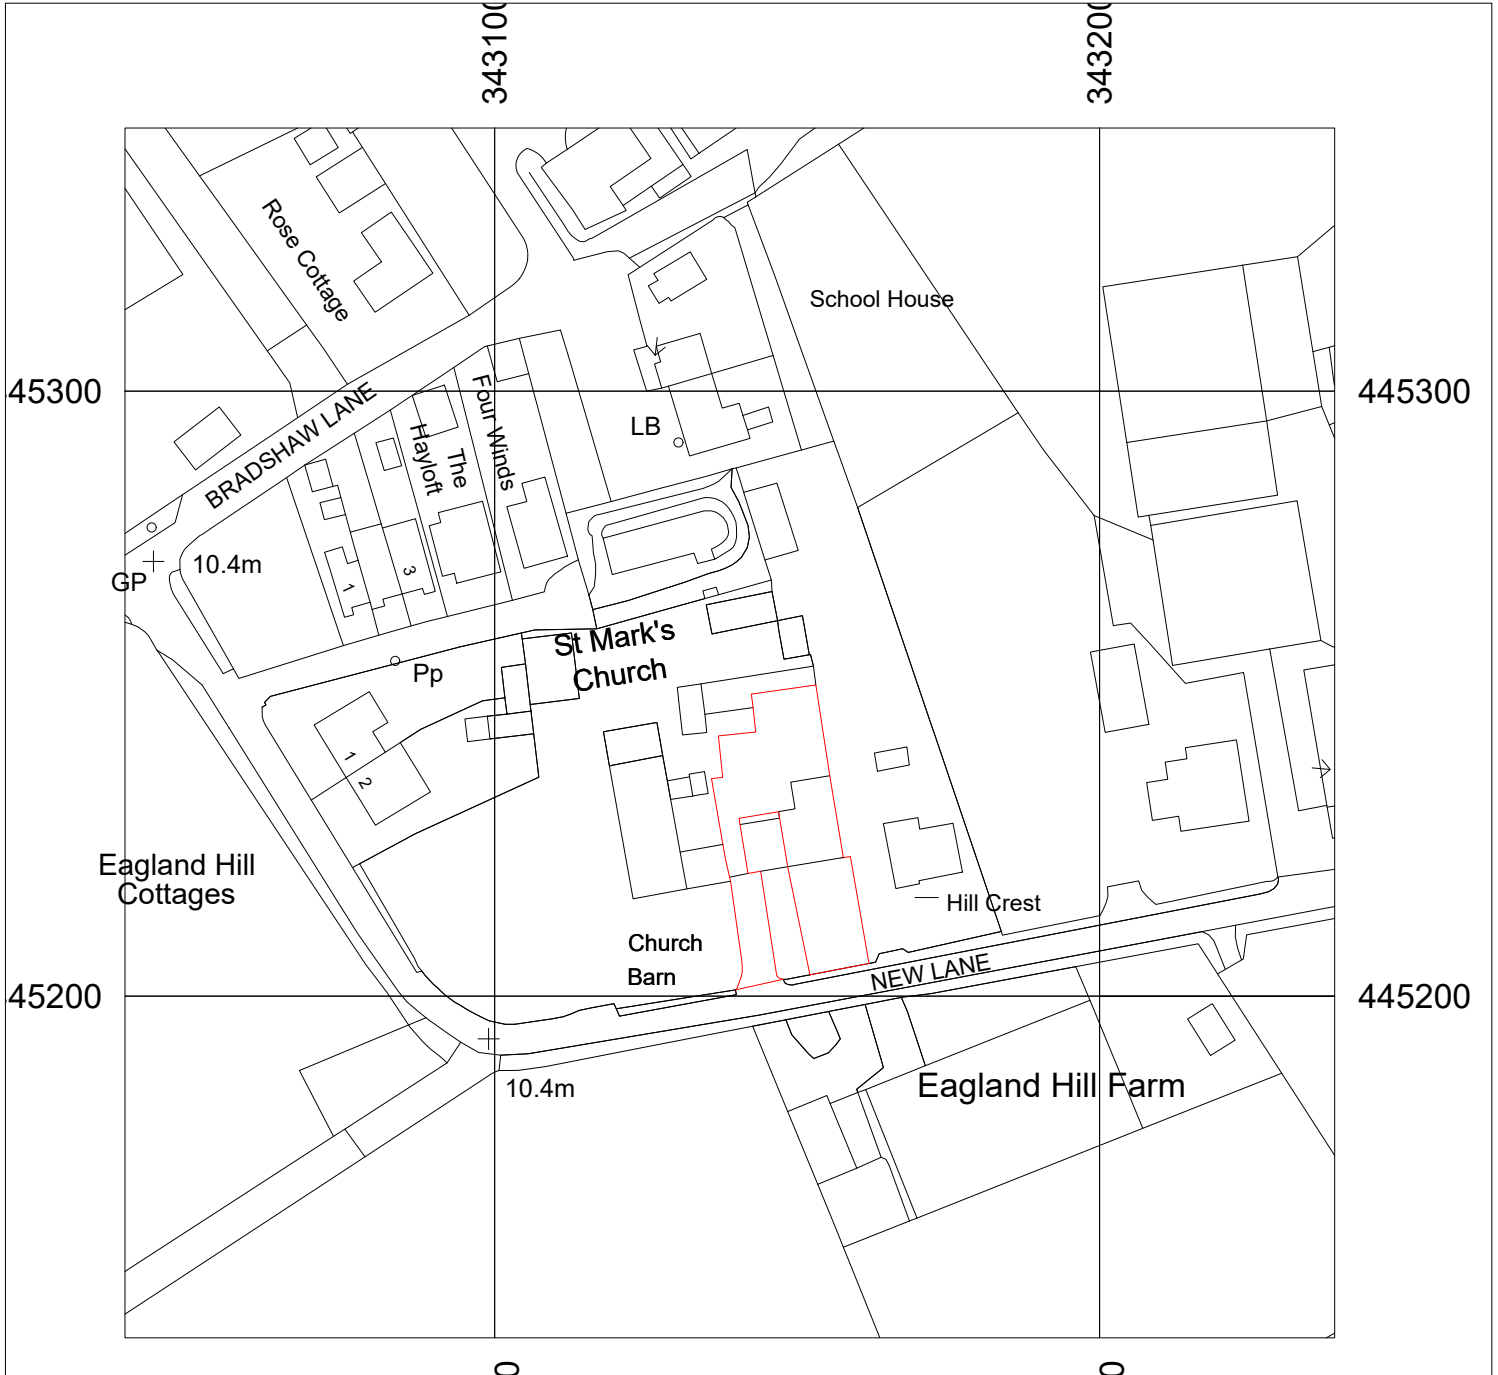 343100
343200
Rose Cottage
School House
45300
445300
BRADSHAW LANE
Four Winds
The
Hayloft
LB
10.4m
GP
1
3
St Mark's
Church
Pp
1
2
Eagland Hill
Cottages
Hill Crest
Church
Barn
NEW LANE
45200
445200
10.4m
Eagland Hill Farm
0
0